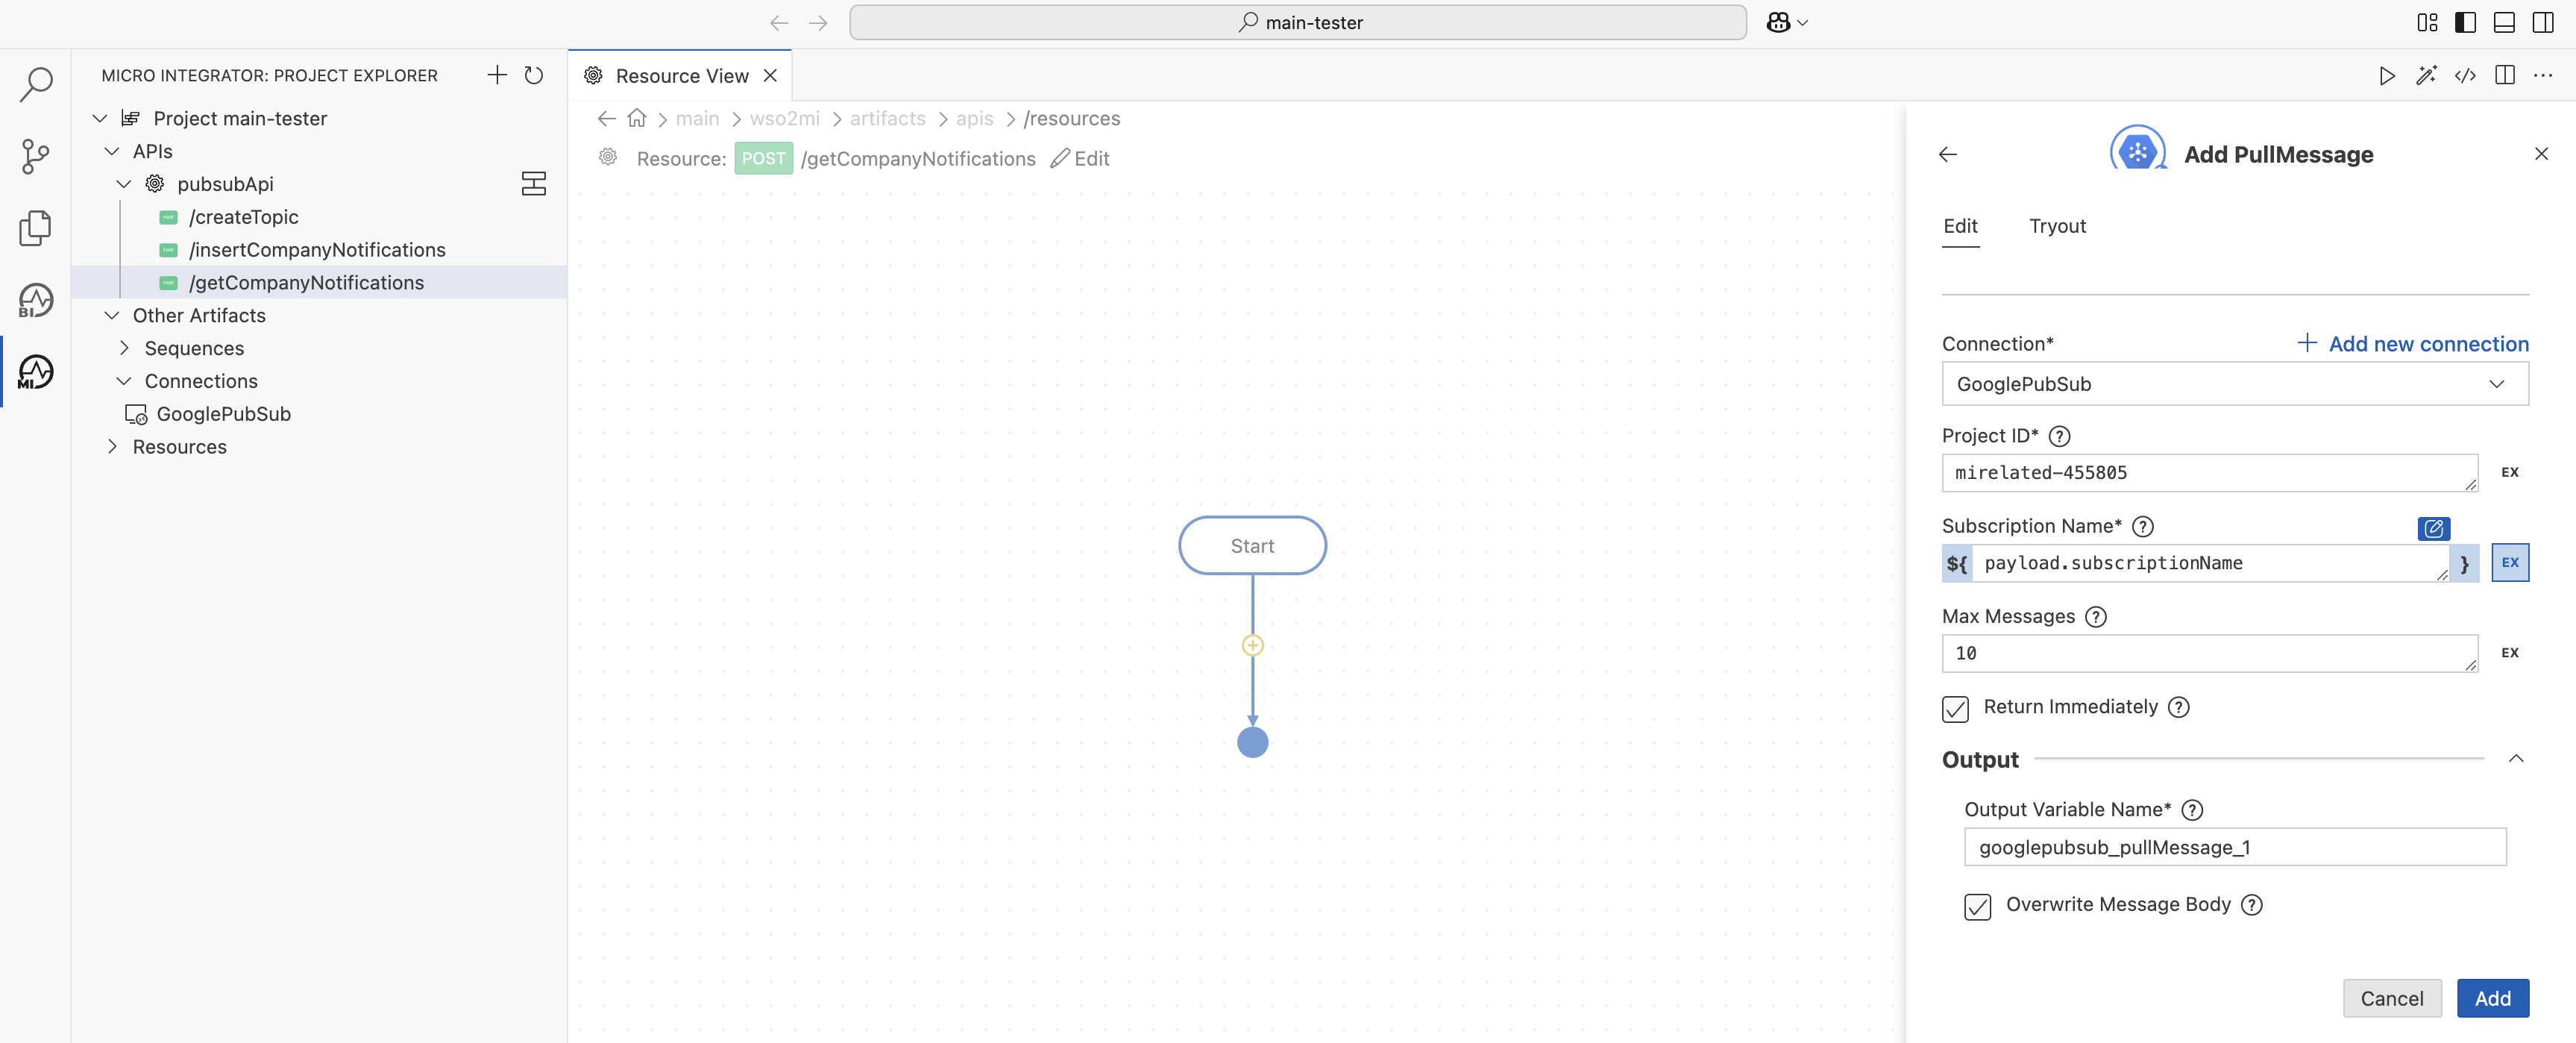 main-tester
MICRO INTEGRATOR: PROJECT EXPLORER
Project main-tester
APIs
pubsubApi
/createTopic
/insertCompanyNotifications
/getCompanyNotifications
Other Artifacts
Sequences
Connections
GooglePubSub
Resources
BI
MI
Resource View
main > wso2mi > artifacts > apis > /resources
Resource: POST /getCompanyNotifications Edit
Start
Add PullMessage
Edit Tryout
Connection* Add new connection
GooglePubSub
Project ID*
mirelated-455805 EX
Subscription Name*
${ payload.subscriptionName } EX
Max Messages
10 EX
Return Immediately
Output
Output Variable Name*
googlepubsub_pullMessage_1
Overwrite Message Body
Cancel Add